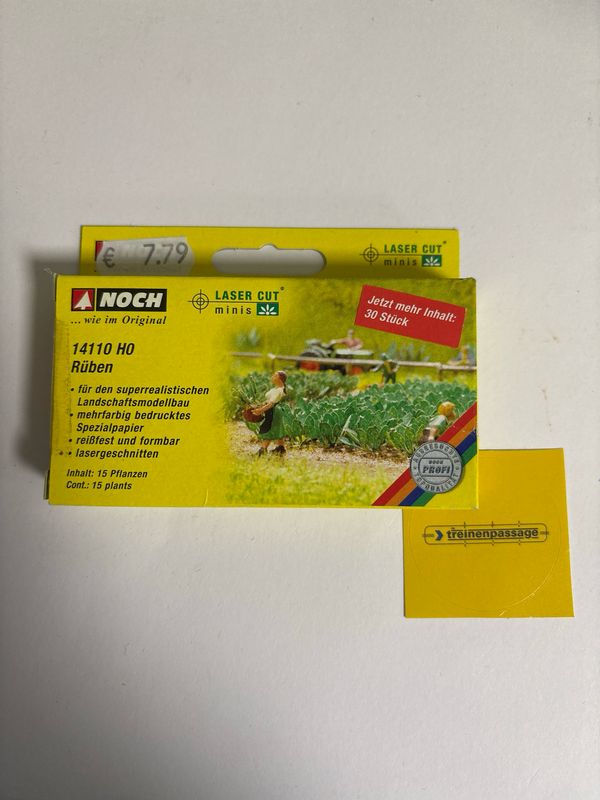 € 7.79
LASER CUT
minis
NOCH
... wie im Original
LASER CUT®
minis
Jetzt mehr Inhalt:
30 Stück
14110 H0
Rüben
• für den superrealistischen
Landschaftsmodellbau
• mehrfarbig bedrucktes
Spezialpapier
• reißfest und formbar
• lasergeschnitten
Inhalt: 15 Pflanzen
Cont.: 15 plants
NOCH
PROFI
de
treinenpassage